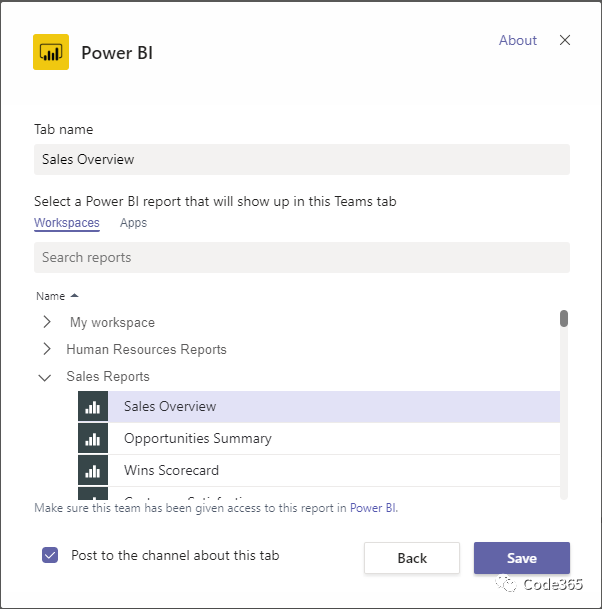 Power BI
About
Tab name
Sales Overview
Select a Power BI report that will show up in this Teams tab
Workspaces Apps
Search reports
Name
My workspace
Human Resources Reports
Sales Reports
Sales Overview
Opportunities Summary
Wins Scorecard
Make sure this team has been given access to this report in Power BI.
Post to the channel about this tab
Back
Save
Code365